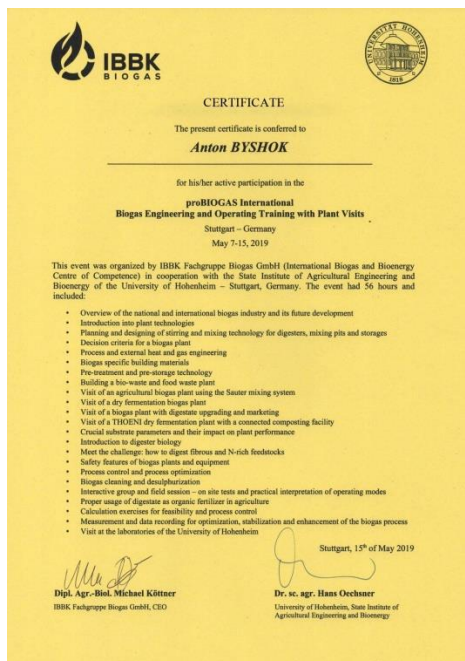 IBBK
BIOGAS
UNIVERSITÄT HOHENHEIM
1818
CERTIFICATE
The present certificate is conferred to
Anton BYSHOK
for his/her active participation in the
proBIOGAS International
Biogas Engineering and Operating Training with Plant Visits
Stuttgart – Germany
May 7-15, 2019
This event was organized by IBBK Fachgruppe Biogas GmbH (International Biogas and Bioenergy
Centre of Competence) in cooperation with the State Institute of Agricultural Engineering and
Bioenergy of the University of Hohenheim – Stuttgart, Germany. The event had 56 hours and
included:
• Overview of the national and international biogas industry and its future development
• Introduction into plant technologies
• Planning and designing of stirring and mixing technology for digesters, mixing pits and storages
• Decision criteria for a biogas plant
• Process and external heat and gas engineering
• Biogas specific building materials
• Pre-treatment and pre-storage technology
• Building a bio-waste and food waste plant
• Visit of an agricultural biogas plant using the Sauter mixing system
• Visit of a dry fermentation biogas plant
• Visit of a biogas plant with digestate upgrading and marketing
• Visit of a THOENI dry fermentation plant with a connected composting facility
• Crucial substrate parameters and their impact on plant performance
• Introduction to digester biology
• Meet the challenge: how to digest fibrous and N-rich feedstocks
• Safety features of biogas plants and equipment
• Process control and process optimization
• Biogas cleaning and desulphurization
• Interactive group and field session – on site tests and practical interpretation of operating modes
• Proper usage of digestate as organic fertilizer in agriculture
• Calculation exercises for feasibility and process control
• Measurement and data recording for optimization, stabilization and enhancement of the biogas process
• Visit at the laboratories of the University of Hohenheim
Stuttgart, 15th of May 2019
Dipl. Agr.-Biol. Michael Köttner
IBBK Fachgruppe Biogas GmbH, CEO
Dr. sc. agr. Hans Oechsner
University of Hohenheim, State Institute of
Agricultural Engineering and Bioenergy